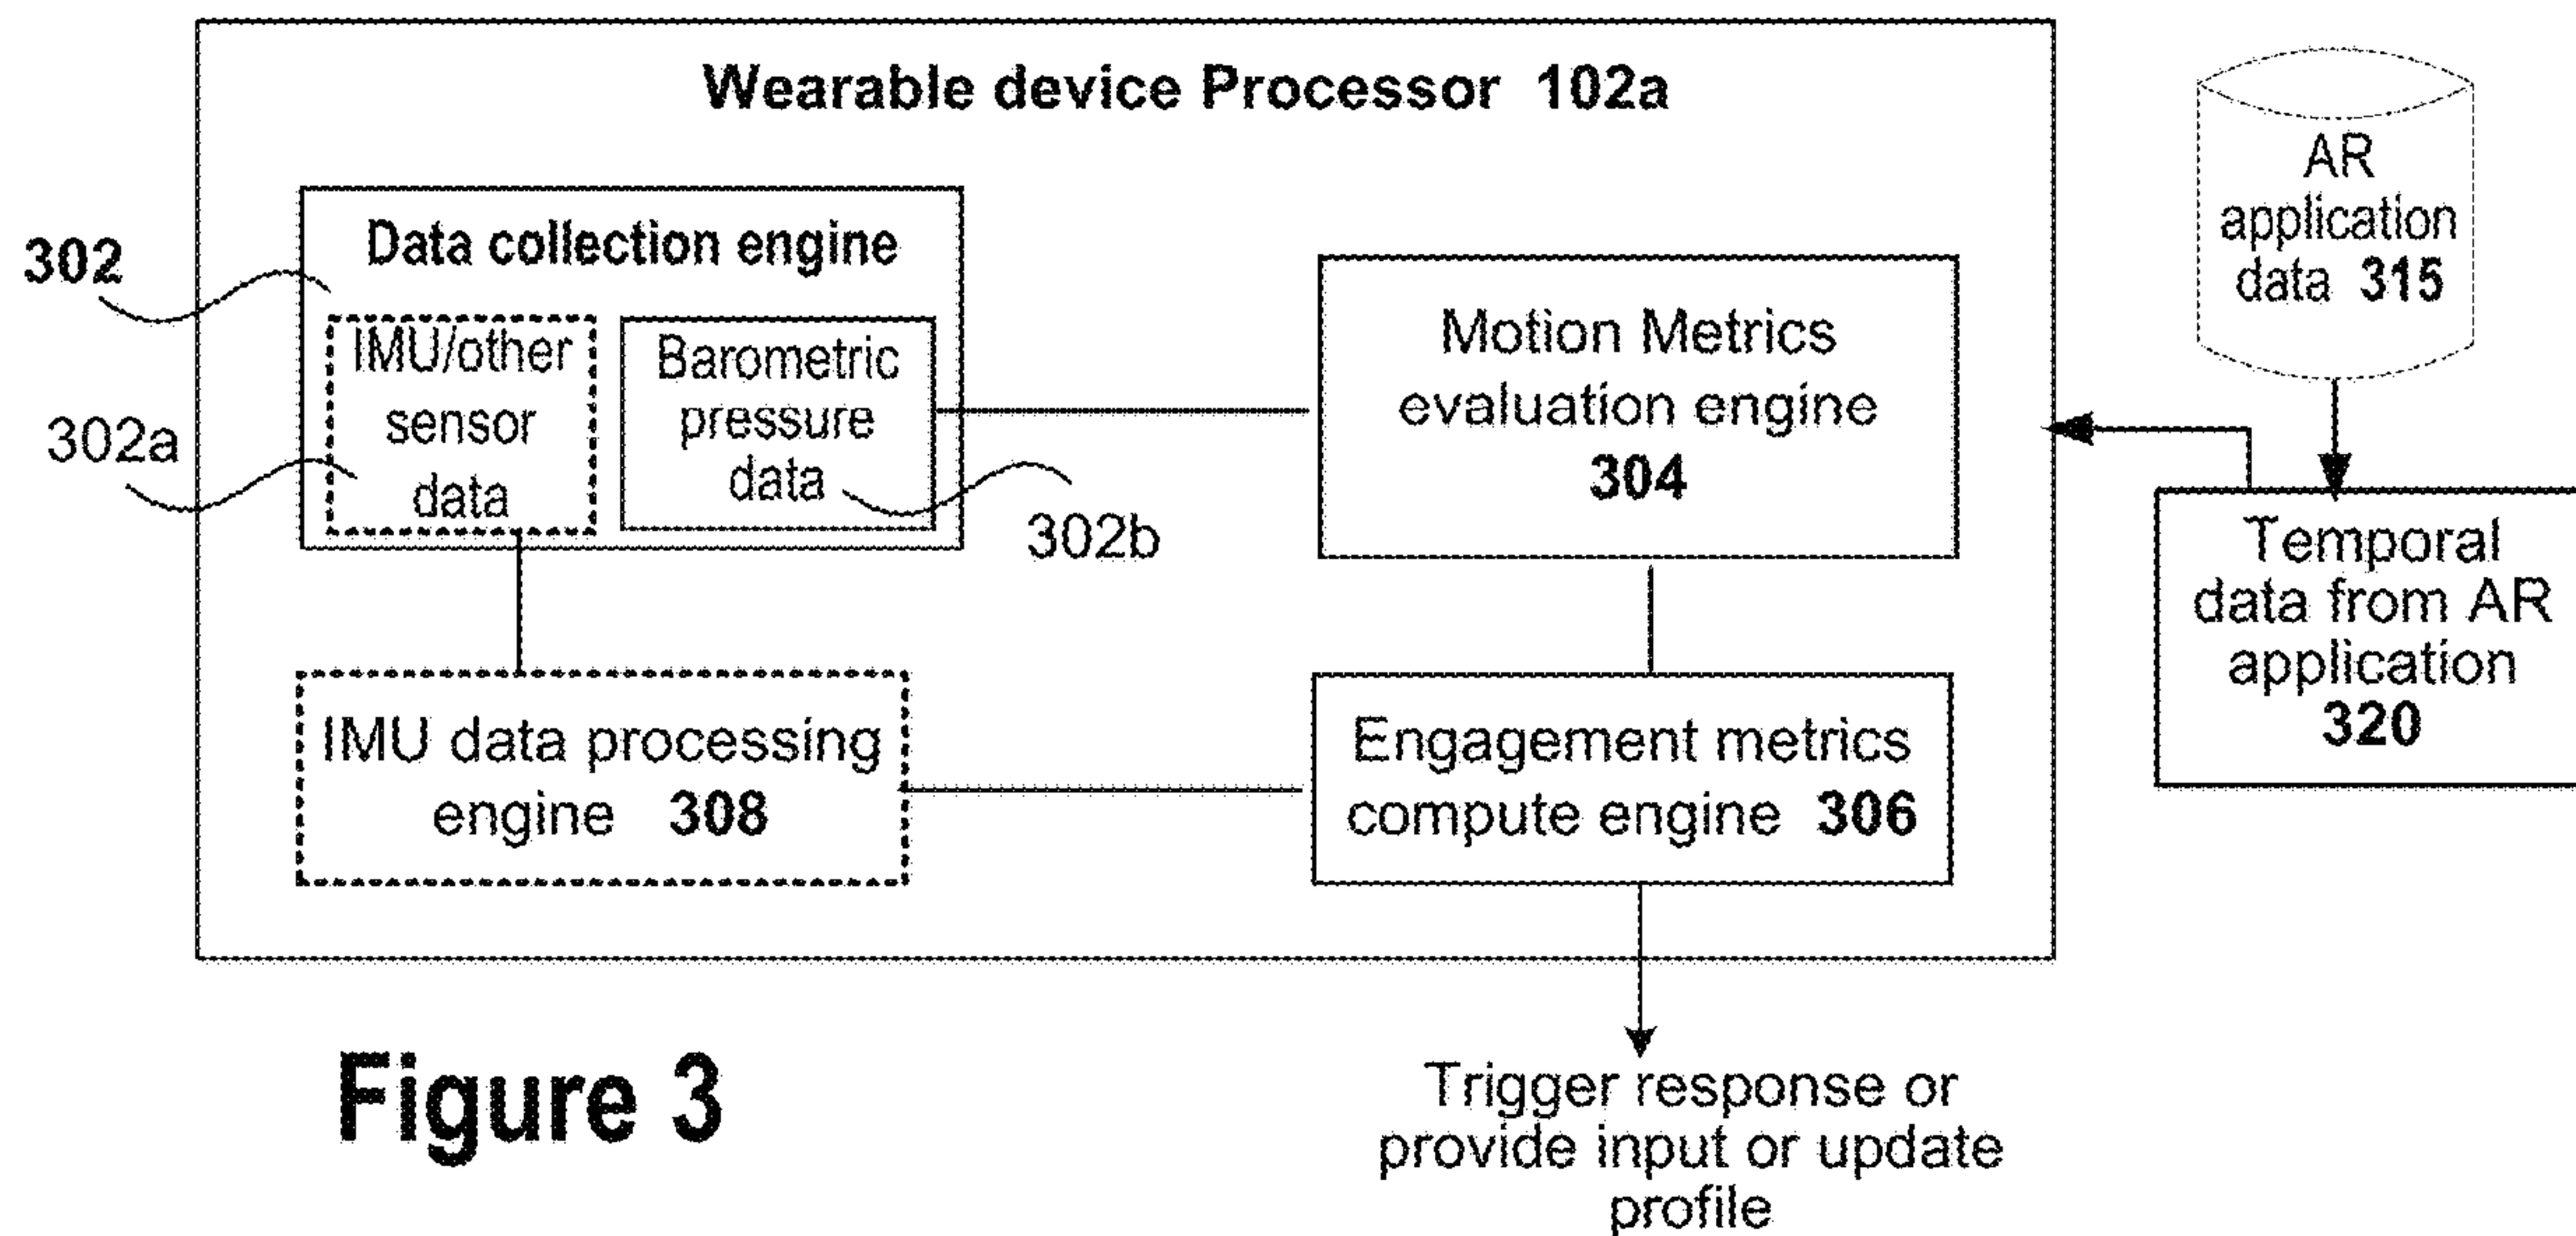 Wearable device Processor 102a
302
Data collection engine
IMU/other
sensor
data
302a
Barometric
pressure
data
302b
Motion Metrics
evaluation engine
304
AR
application
data 315
Temporal
data from AR
application
320
IMU data processing
engine 308
Engagement metrics
compute engine 306
Trigger response or
provide input or update
profile
Figure 3